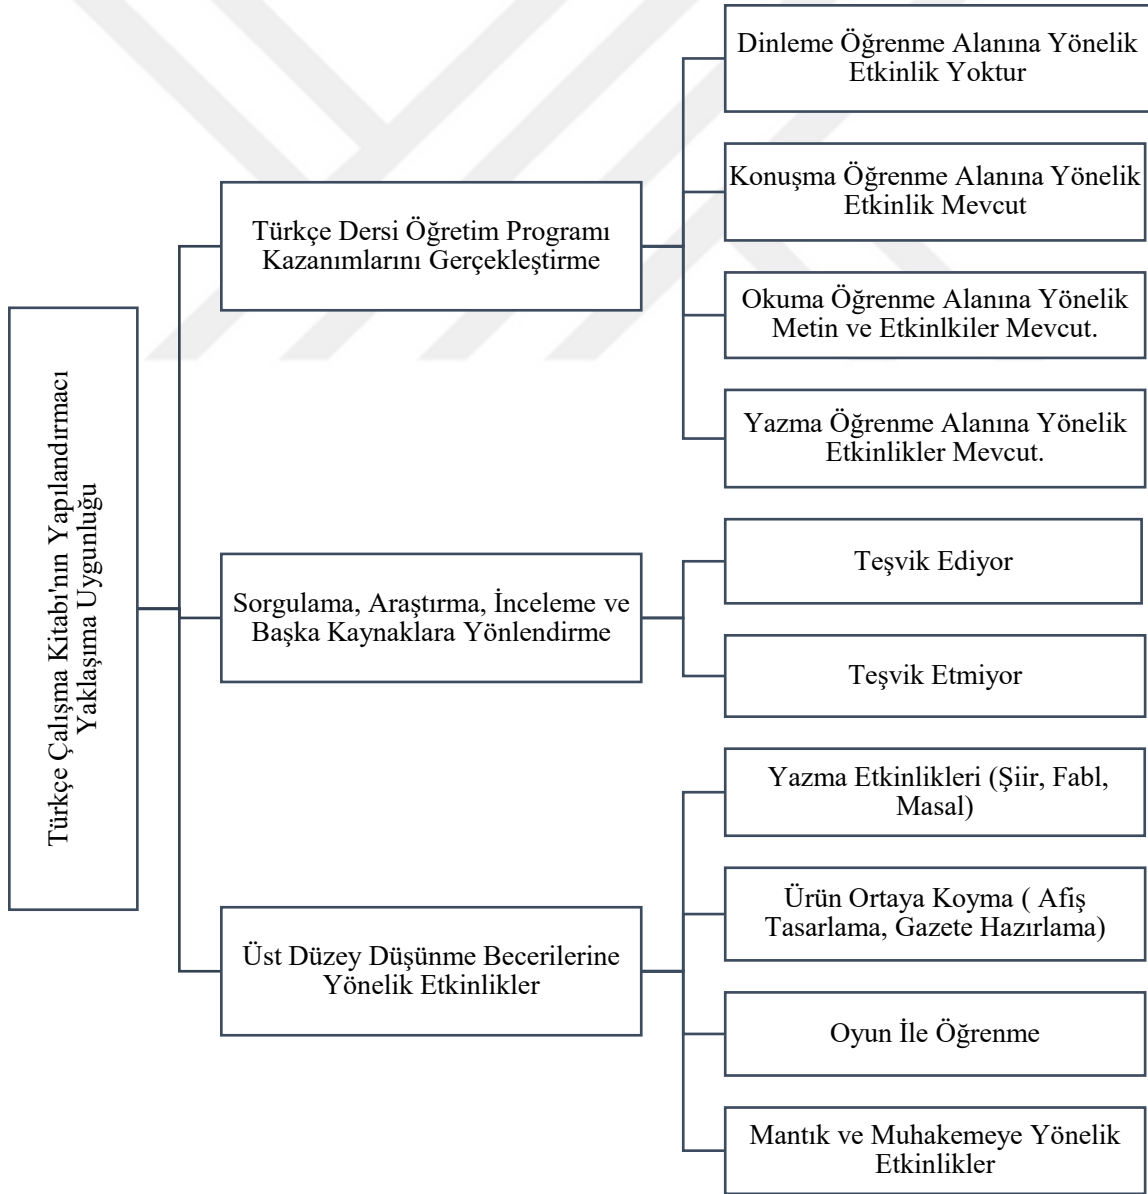 Türkçe Çalışma Kitabı'nın Yapılandırmacı
Yaklaşıma Uygunluğu
Türkçe Dersi Öğretim Programı
Kazanımlarını Gerçekleştirme
Dinleme Öğrenme Alanına Yönelik
Etkinlik Yoktur
Konuşma Öğrenme Alanına Yönelik
Etkinlik Mevcut
Okuma Öğrenme Alanına Yönelik
Metin ve Etkinlkiler Mevcut.
Yazma Öğrenme Alanına Yönelik
Etkinlikler Mevcut.
Sorgulama, Araştırma, İnceleme ve
Başka Kaynaklara Yönlendirme
Teşvik Ediyor
Teşvik Etmiyor
Üst Düzey Düşünme Becerilerine
Yönelik Etkinlikler
Yazma Etkinlikleri (Şiir, Fabl,
Masal)
Ürün Ortaya Koyma ( Afiş
Tasarlama, Gazete Hazırlama)
Oyun İle Öğrenme
Mantık ve Muhakemeye Yönelik
Etkinlikler